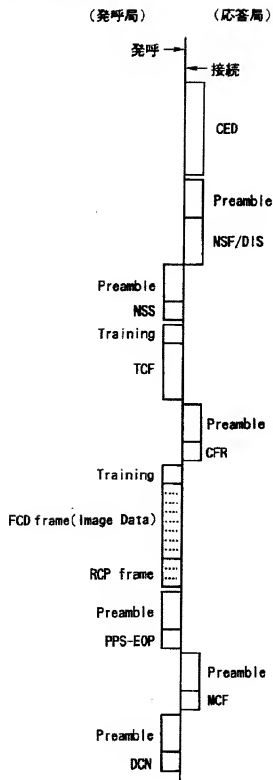 (発呼局) (応答局)
発呼
接続
CED
Preamble
NSF/DIS
Preamble
NSS
Training
TCF
Preamble
CFR
Training
FCD frame(Image Data)
RCP frame
Preamble
PPS-EOP
Preamble
MCF
Preamble
DCN